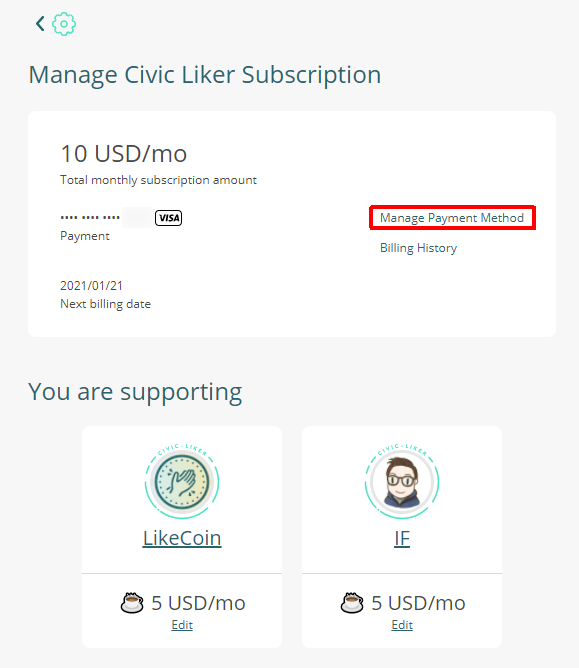 Manage Civic Liker Subscription
10 USD/mo
Total monthly subscription amount
•••• •••• •••• VISA
Manage Payment Method
Payment
Billing History
2021/01/21
Next billing date
You are supporting
CIVIC · LIKER
LikeCoin
5 USD/mo
Edit
CIVIC · LIKER
IF
5 USD/mo
Edit